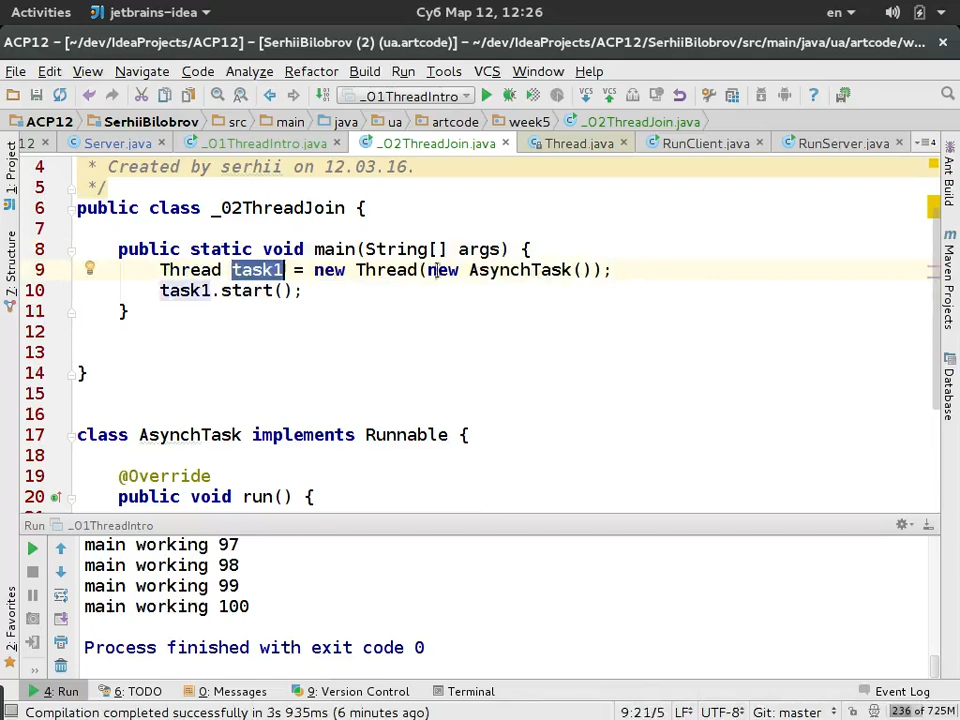 Activities jetbrains-idea Суб Мар 12, 12:26 en
ACP12 – [~/dev/IdeaProjects/ACP12] – [SerhiiBilobrov (2) (ua.artcode)] – ~/dev/IdeaProjects/ACP12/SerhiiBilobrov/src/main/java/ua/artcode/w...
File Edit View Navigate Code Analyze Refactor Build Run Tools VCS Window Help
_01ThreadIntro
ACP12 SerhiiBilobrov src main java ua artcode week5 _02ThreadJoin.java
12 Server.java _01ThreadIntro.java _02ThreadJoin.java Thread.java RunClient.java RunServer.java 4
4 * Created by serhii on 12.03.16.
5 */
6 public class _02ThreadJoin {
7
8 public static void main(String[] args) {
9 Thread task1 = new Thread(new AsynchTask());
10 task1.start();
11 }
12
13
14 }
15
16
17 class AsynchTask implements Runnable {
18
19 @Override
20 public void run() {
1: Project
7: Structure
2: Favorites
Ant Build
Maven Projects
Database
Run _01ThreadIntro
main working 97
main working 98
main working 99
main working 100
Process finished with exit code 0
4: Run 6: TODO 0: Messages 9: Version Control Terminal Event Log
Compilation completed successfully in 3s 935ms (6 minutes ago) 9:21/5 LF UTF-8 Git: master 236 of 725M